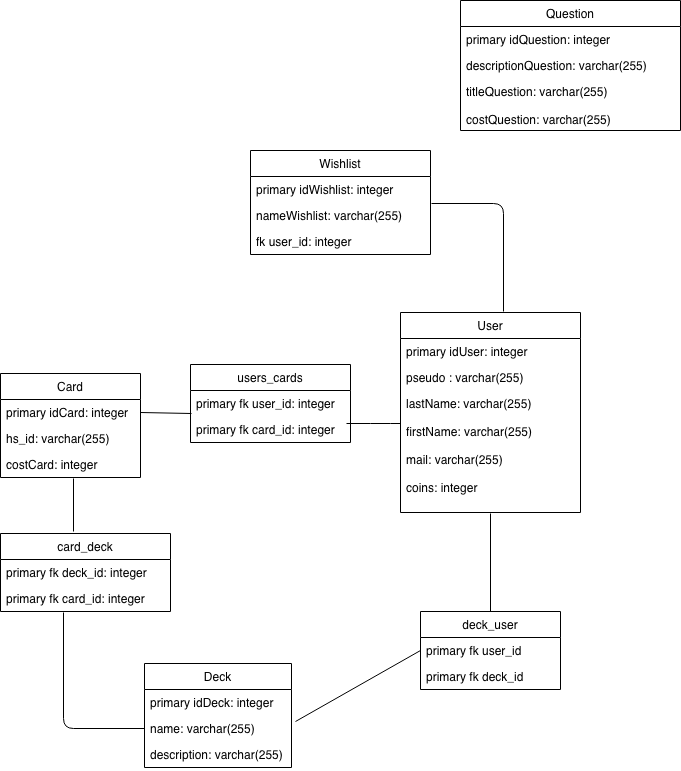 Question
primary idQuestion: integer
descriptionQuestion: varchar(255)
titleQuestion: varchar(255)
costQuestion: varchar(255)
Wishlist
primary idWishlist: integer
nameWishlist: varchar(255)
fk user_id: integer
User
primary idUser: integer
pseudo : varchar(255)
lastName: varchar(255)
firstName: varchar(255)
mail: varchar(255)
coins: integer
users_cards
primary fk user_id: integer
primary fk card_id: integer
Card
primary idCard: integer
hs_id: varchar(255)
costCard: integer
card_deck
primary fk deck_id: integer
primary fk card_id: integer
deck_user
primary fk user_id
primary fk deck_id
Deck
primary idDeck: integer
name: varchar(255)
description: varchar(255)